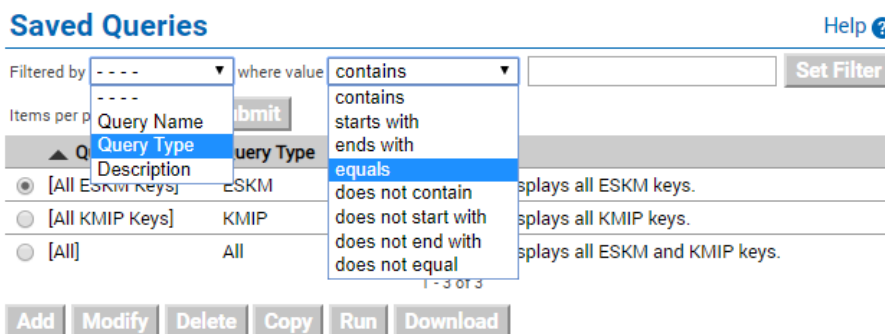 Saved Queries
Help ?
Filtered by - - - - where value contains Set Filter
- - - -
Query Name
Query Type
Description
contains
starts with
ends with
equals
does not contain
does not start with
does not end with
does not equal
Items per
Query Type
[All ESKM Keys] ESKM splays all ESKM keys.
[All KMIP Keys] KMIP splays all KMIP keys.
[All] All splays all ESKM and KMIP keys.
1 - 3 of 3
Add Modify Delete Copy Run Download